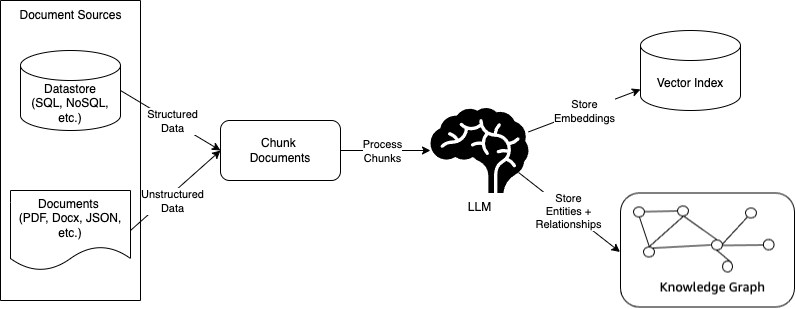 Document Sources
Datastore
(SQL, NoSQL,
etc.)
Structured
Data
Documents
(PDF, Docx, JSON,
etc.)
Unstructured
Data
Chunk
Documents
Process
Chunks
LLM
Store
Embeddings
Vector Index
Store
Entities +
Relationships
Knowledge Graph